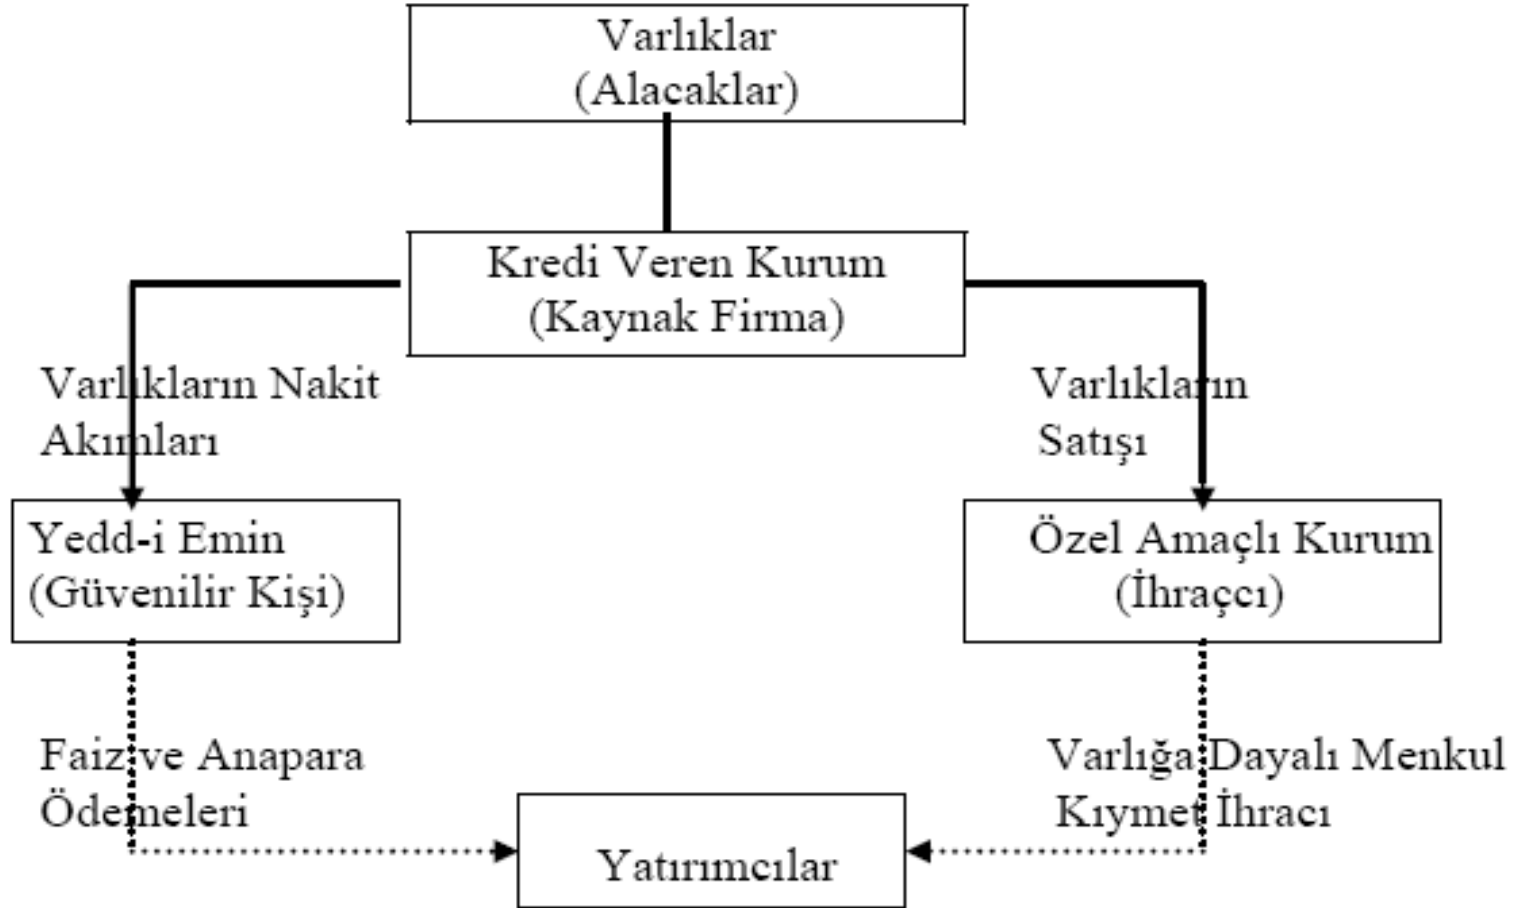 Varlıklar
(Alacaklar)
Kredi Veren Kurum
(Kaynak Firma)
Varlıkların Nakit
Akımları
Varlıkların
Satışı
Yedd-i Emin
(Güvenilir Kişi)
Özel Amaçlı Kurum
(İhraçcı)
Faiz ve Anapara
Ödemeleri
Varlığa Dayalı Menkul
Kıymet İhracı
Yatırımcılar